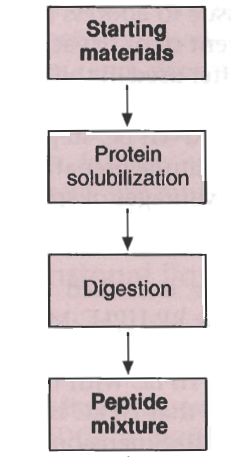 Starting
materials
Protein
solubilization
Digestion
Peptide
mixture